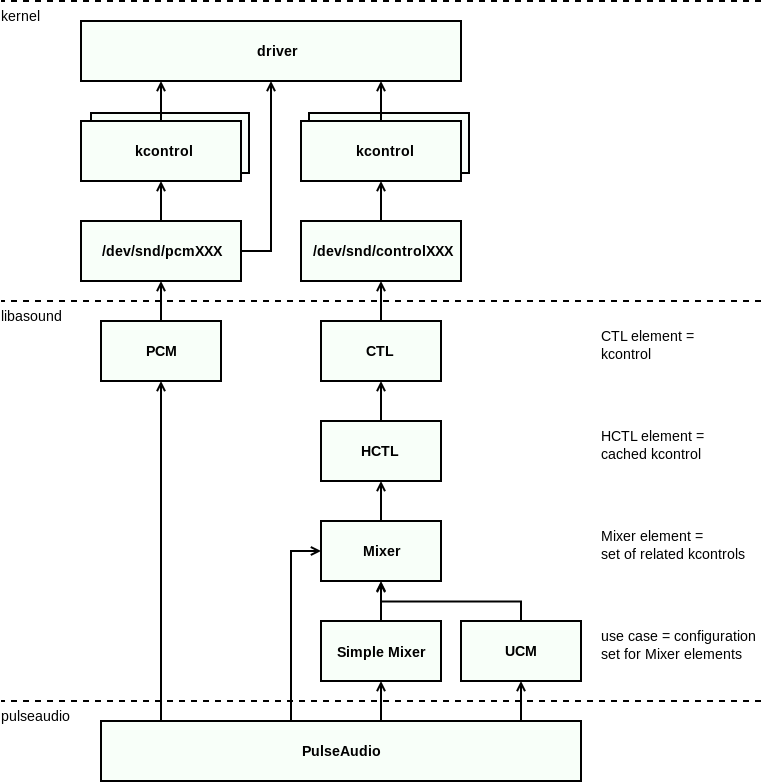 kernel
driver
kcontrol
kcontrol
/dev/snd/pcmXXX
/dev/snd/controlXXX
libasound
PCM
CTL
CTL element =
kcontrol
HCTL
HCTL element =
cached kcontrol
Mixer
Mixer element =
set of related kcontrols
Simple Mixer
UCM
use case = configuration
set for Mixer elements
pulseaudio
PulseAudio